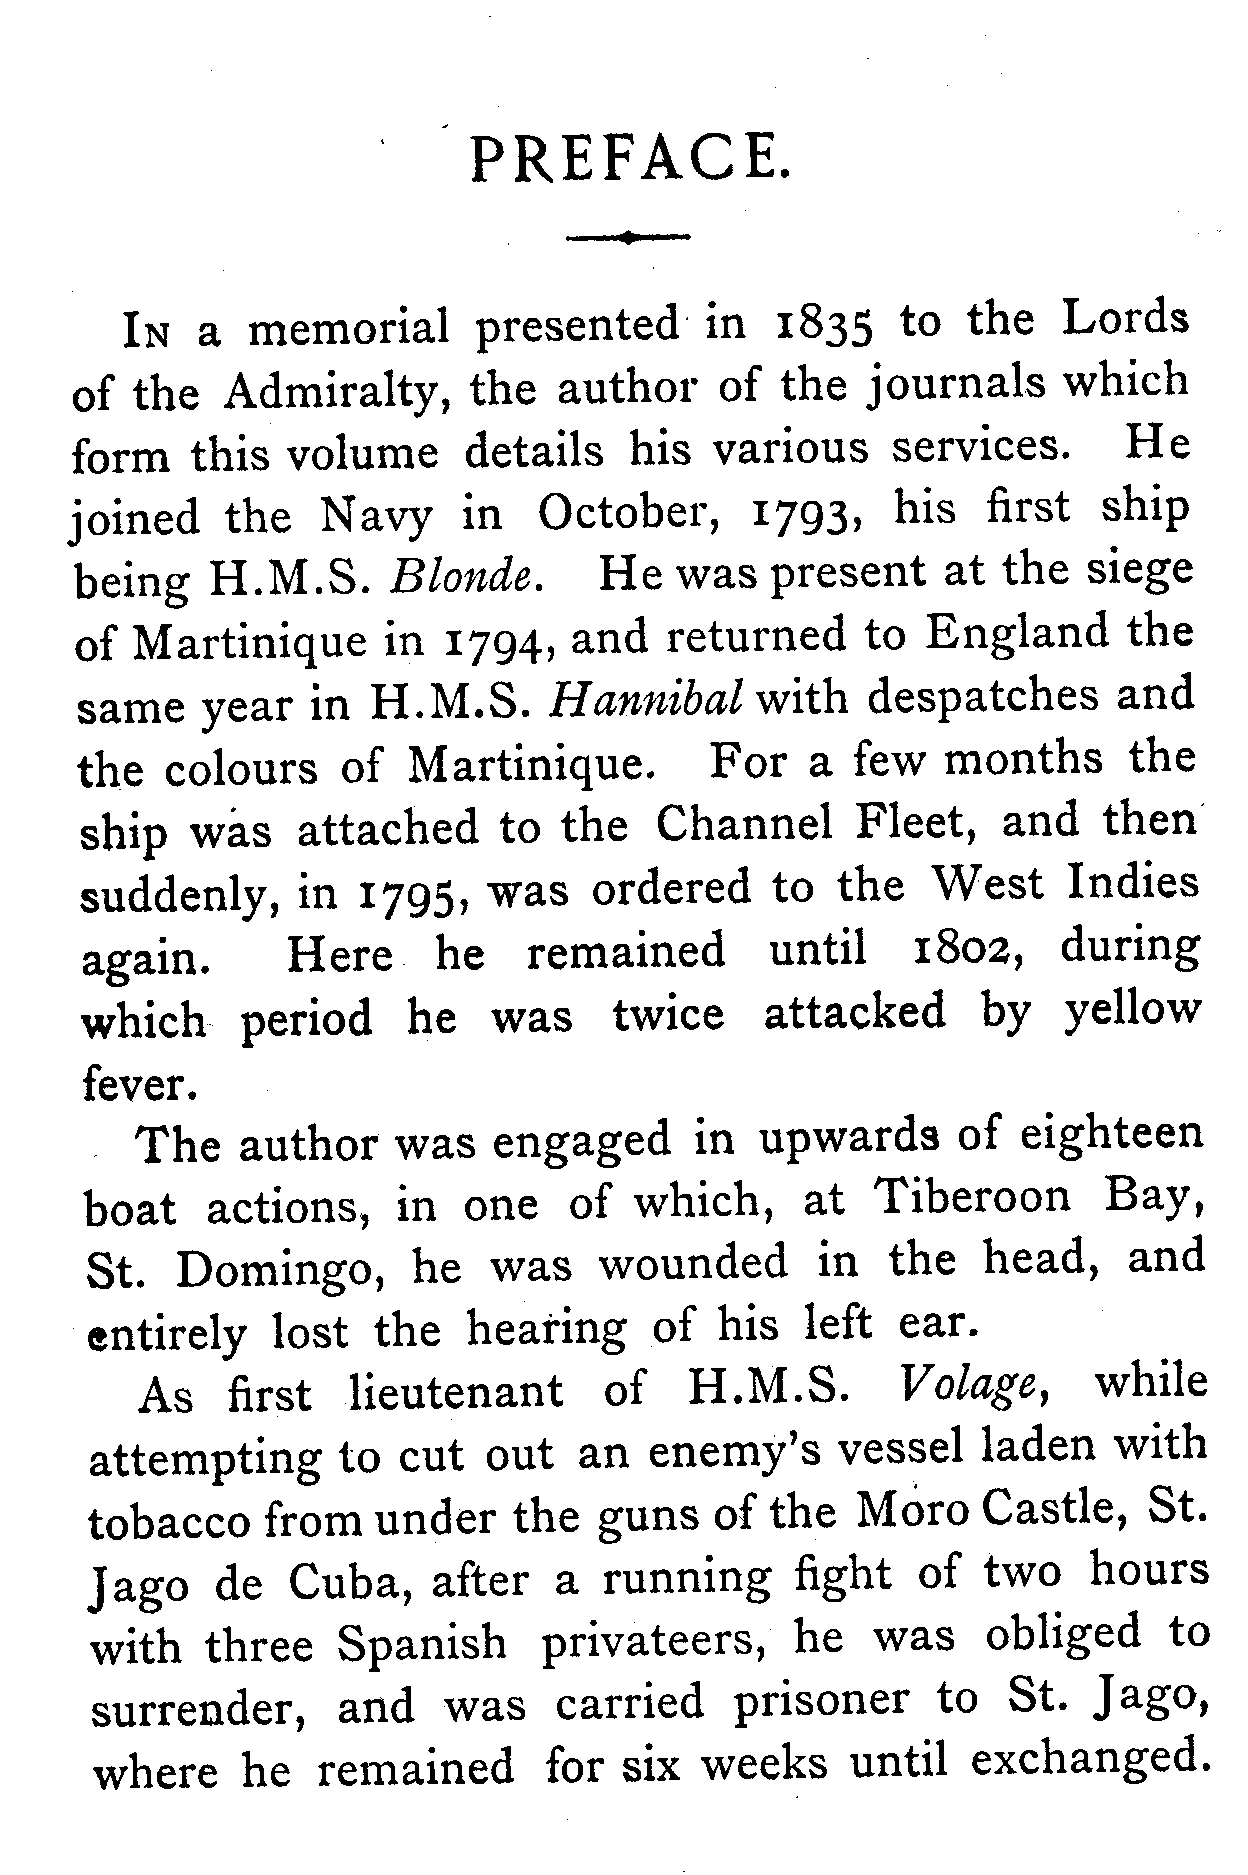 PREFACE.
IN a memorial presented in 1835 to the Lords
of the Admiralty, the author of the journals which
form this volume details his various services. He
joined the Navy in October, 1793, his first ship
being H.M.S. Blonde. He was present at the siege
of Martinique in 1794, and returned to England the
same year in H.M.S. Hannibal with despatches and
the colours of Martinique. For a few months the
ship was attached to the Channel Fleet, and then
suddenly, in 1795, was ordered to the West Indies
again. Here he remained until 1802, during
which period he was twice attacked by yellow
fever.
The author was engaged in upwards of eighteen
boat actions, in one of which, at Tiberoon Bay,
St. Domingo, he was wounded in the head, and
entirely lost the hearing of his left ear.
As first lieutenant of H.M.S. Volage, while
attempting to cut out an enemy's vessel laden with
tobacco from under the guns of the Moro Castle, St.
Jago de Cuba, after a running fight of two hours
with three Spanish privateers, he was obliged to
surrender, and was carried prisoner to St. Jago,
where he remained for six weeks until exchanged.